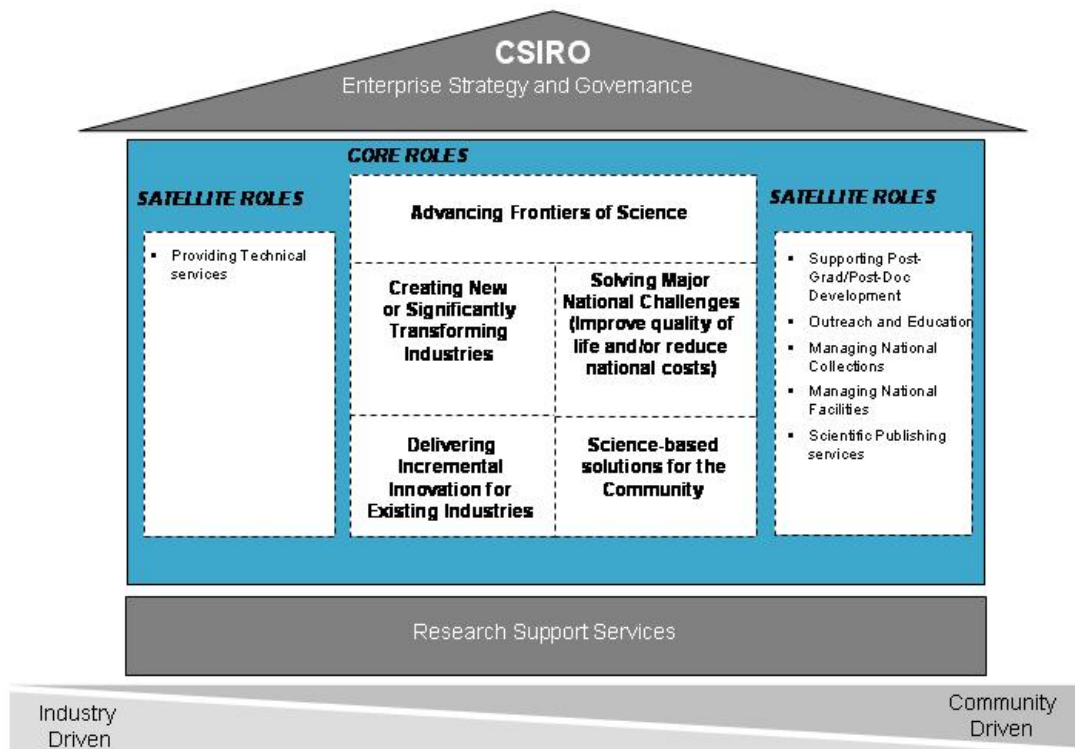 CSIRO
Enterprise Strategy and Governance
CORE ROLES
SATELLITE ROLES
▪ Providing Technical
services
Advancing Frontiers of Science
Creating New
or Significantly
Transforming
Industries
Solving Major
National Challenges
(Improve quality of
life and/or reduce
national costs)
Delivering
Incremental
Innovation for
Existing Industries
Science-based
solutions for the
Community
SATELLITE ROLES
▪ Supporting Post-
Grad/Post-Doc
Development
▪ Outreach and Education
▪ Managing National
Collections
▪ Managing National
Facilities
▪ Scientific Publishing
services
Research Support Services
Industry
Driven
Community
Driven